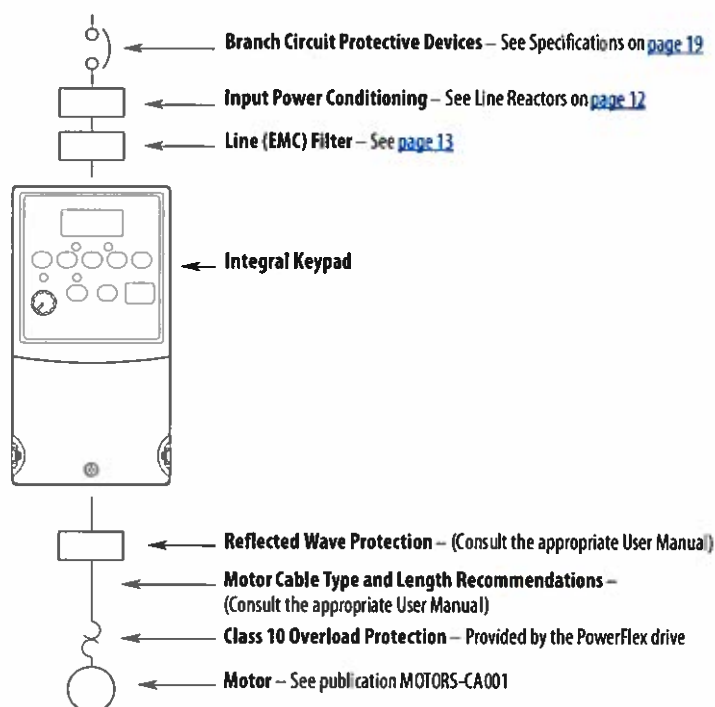 Branch Circuit Protective Devices – See Specifications on page 19
Input Power Conditioning – See Line Reactors on page 12
Line (EMC) Filter – See page 13
Integral Keypad
Reflected Wave Protection – (Consult the appropriate User Manual)
Motor Cable Type and Length Recommendations –
(Consult the appropriate User Manual)
Class 10 Overload Protection – Provided by the PowerFlex drive
Motor – See publication MOTORS-CA001